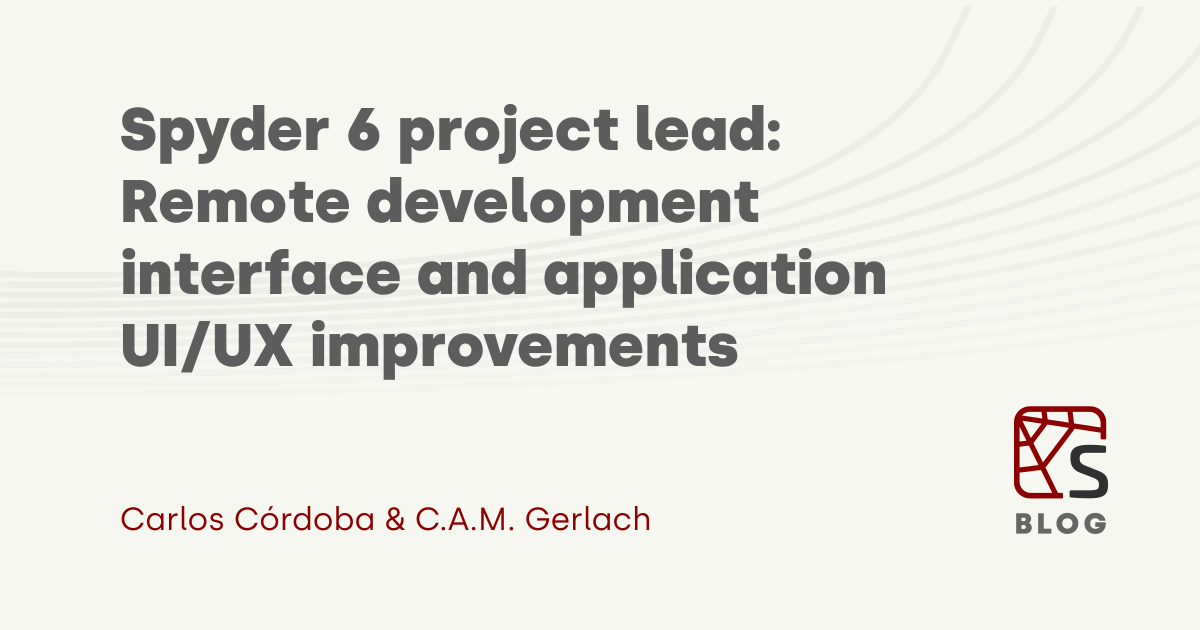 Spyder 6 project lead:
Remote development
interface and application
UI/UX improvements
Carlos Córdoba & C.A.M. Gerlach
S
BLOG